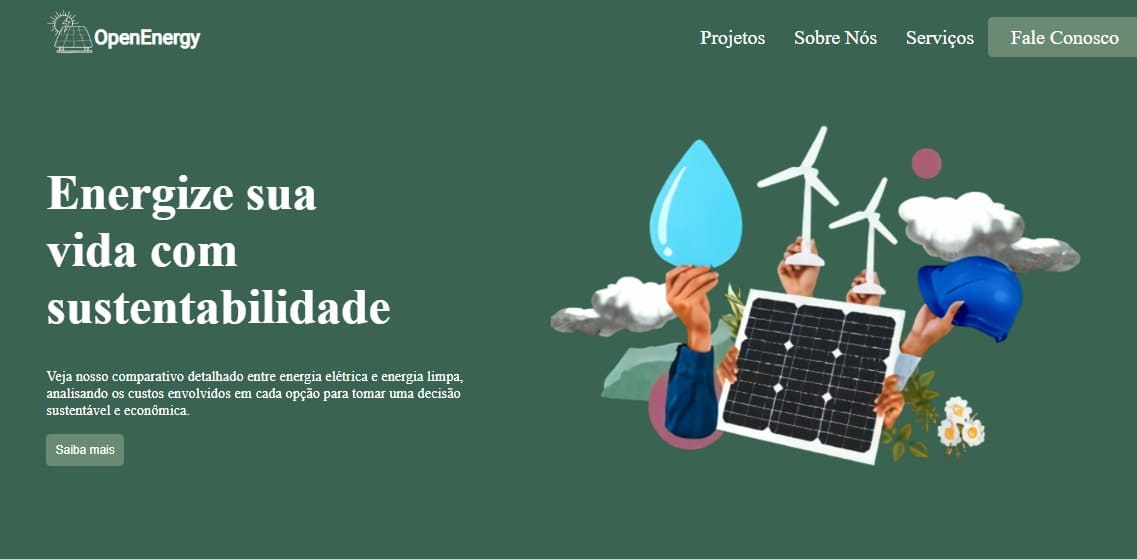 OpenEnergy
Projetos
Sobre Nós
Serviços
Fale Conosco
Energize sua
vida com
sustentabilidade
Veja nosso comparativo detalhado entre energia elétrica e energia limpa,
analisando os custos envolvidos em cada opção para tomar uma decisão
sustentável e econômica.
Saiba mais